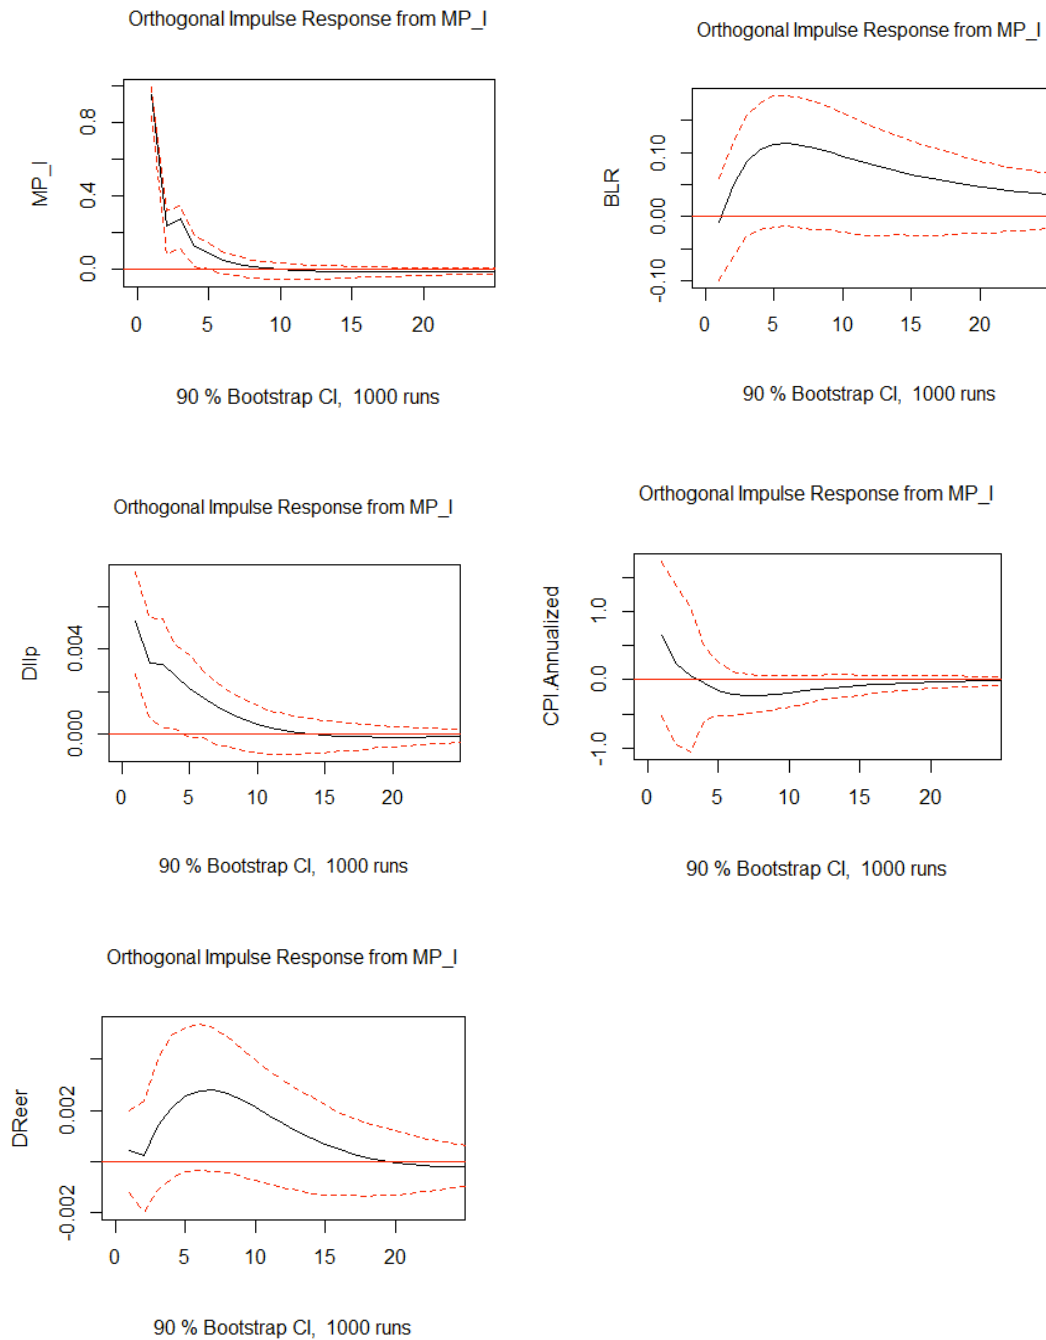 Orthogonal Impulse Response from MP_I
MP_I
0.8
0.4
0.0
0 5 10 15 20
90 % Bootstrap CI, 1000 runs
Orthogonal Impulse Response from MP_I
BLR
0.10
0.00
-0.10
0 5 10 15 20
90 % Bootstrap CI, 1000 runs
Orthogonal Impulse Response from MP_I
DIIp
0.004
0.000
0 5 10 15 20
90 % Bootstrap CI, 1000 runs
Orthogonal Impulse Response from MP_I
CPI.Annualized
1.0
0.0
-1.0
0 5 10 15 20
90 % Bootstrap CI, 1000 runs
Orthogonal Impulse Response from MP_I
DReer
0.002
-0.002
0 5 10 15 20
90 % Bootstrap CI, 1000 runs